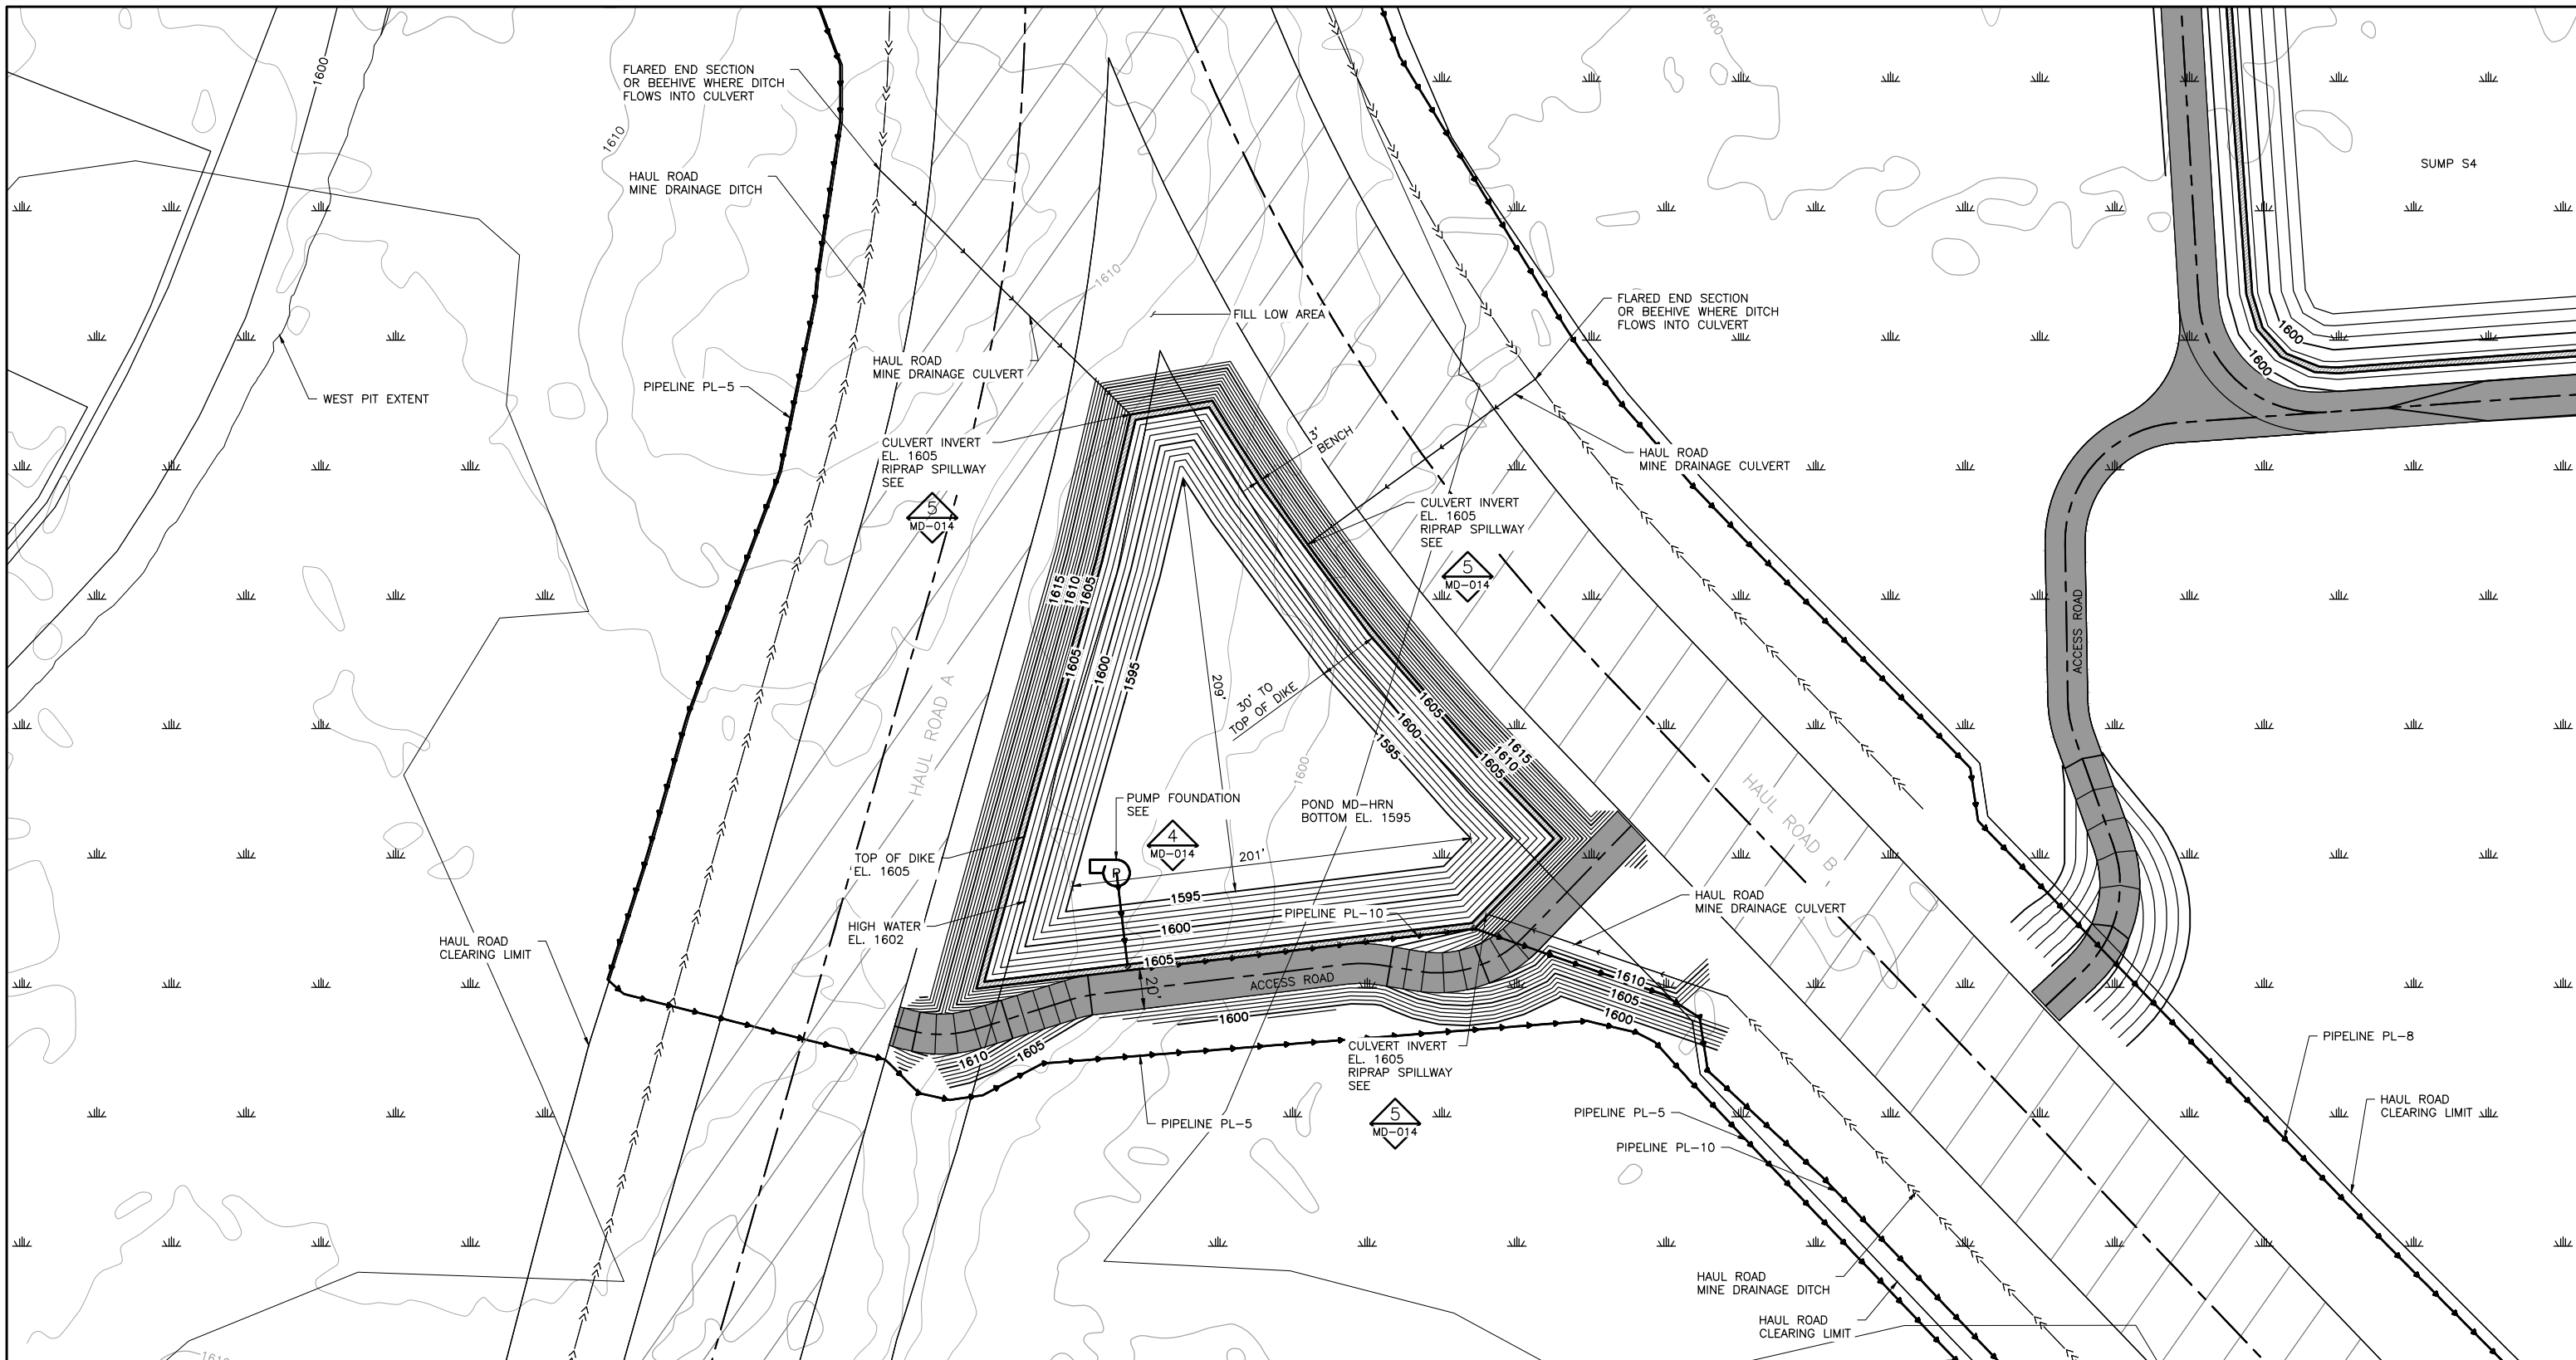 1600
1600
FLARED END SECTION
OR BEEHIVE WHERE DITCH
FLOWS INTO CULVERT
1610
HAUL ROAD
MINE DRAINAGE DITCH
SUMP S4
1610
FILL LOW AREA
FLARED END SECTION
OR BEEHIVE WHERE DITCH
FLOWS INTO CULVERT
1600
1600
HAUL ROAD
MINE DRAINAGE CULVERT
PIPELINE PL-5
WEST PIT EXTENT
3'
BENCH
CULVERT INVERT
EL. 1605
RIPRAP SPILLWAY
SEE
5
MD-014
HAUL ROAD
MINE DRAINAGE CULVERT
CULVERT INVERT
EL. 1605
RIPRAP SPILLWAY
SEE
5
MD-014
1615
1610
1605
1605
1600
1595
ACCESS ROAD
HAUL ROAD A
209'
30' TO
TOP OF DIKE
1605
1600
1595
1615
1610
1605
1600
HAUL ROAD B
PUMP FOUNDATION
SEE
4
MD-014
POND MD-HRN
BOTTOM EL. 1595
P
201'
TOP OF DIKE
EL. 1605
1595
HIGH WATER
EL. 1602
1600
PIPELINE PL-10
HAUL ROAD
MINE DRAINAGE CULVERT
HAUL ROAD
CLEARING LIMIT
1605
20'
ACCESS ROAD
1610
1605
1600
1600
1610
1605
CULVERT INVERT
EL. 1605
RIPRAP SPILLWAY
SEE
5
MD-014
PIPELINE PL-8
HAUL ROAD
CLEARING LIMIT
PIPELINE PL-5
PIPELINE PL-5
PIPELINE PL-10
HAUL ROAD
MINE DRAINAGE DITCH
HAUL ROAD
CLEARING LIMIT